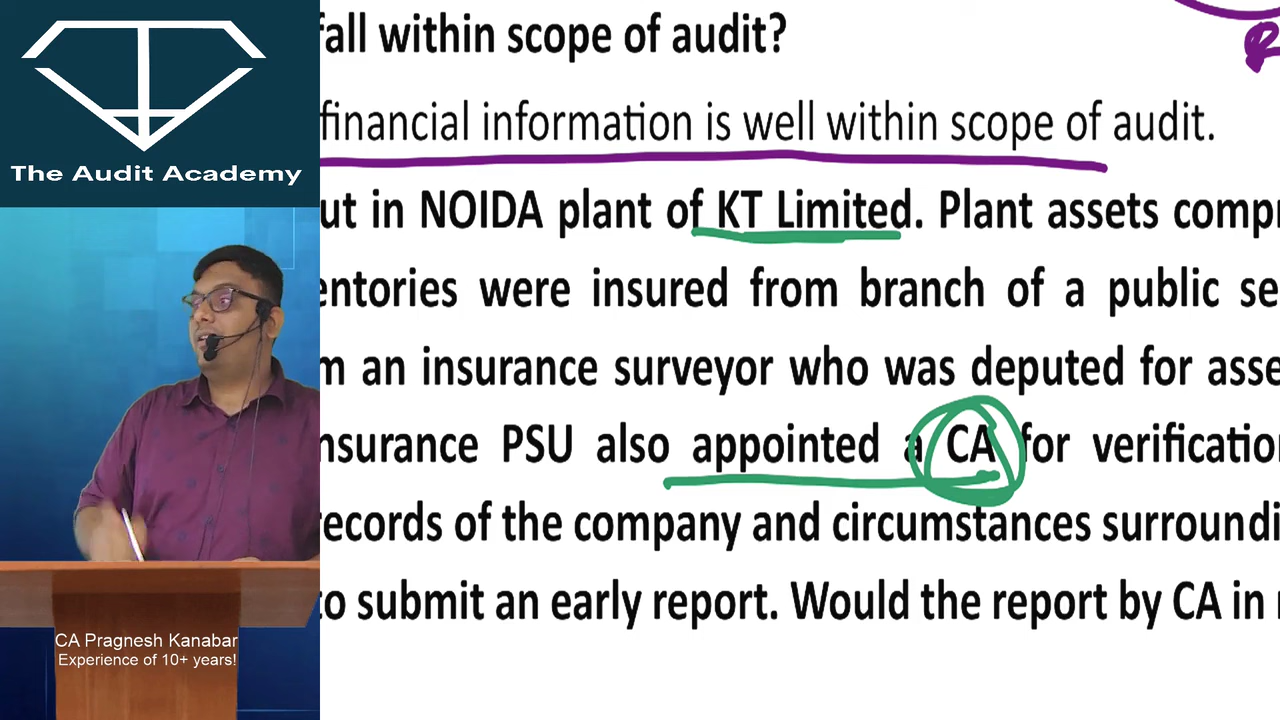 The Audit Academy
fall within scope of audit?
financial information is well within scope of audit.
ut in NOIDA plant of KT Limited. Plant assets compr
entories were insured from branch of a public se
m an insurance surveyor who was deputed for asse
nsurance PSU also appointed a CA for verification
records of the company and circumstances surroundi
to submit an early report. Would the report by CA in
CA Pragnesh Kanabar
Experience of 10+ years!